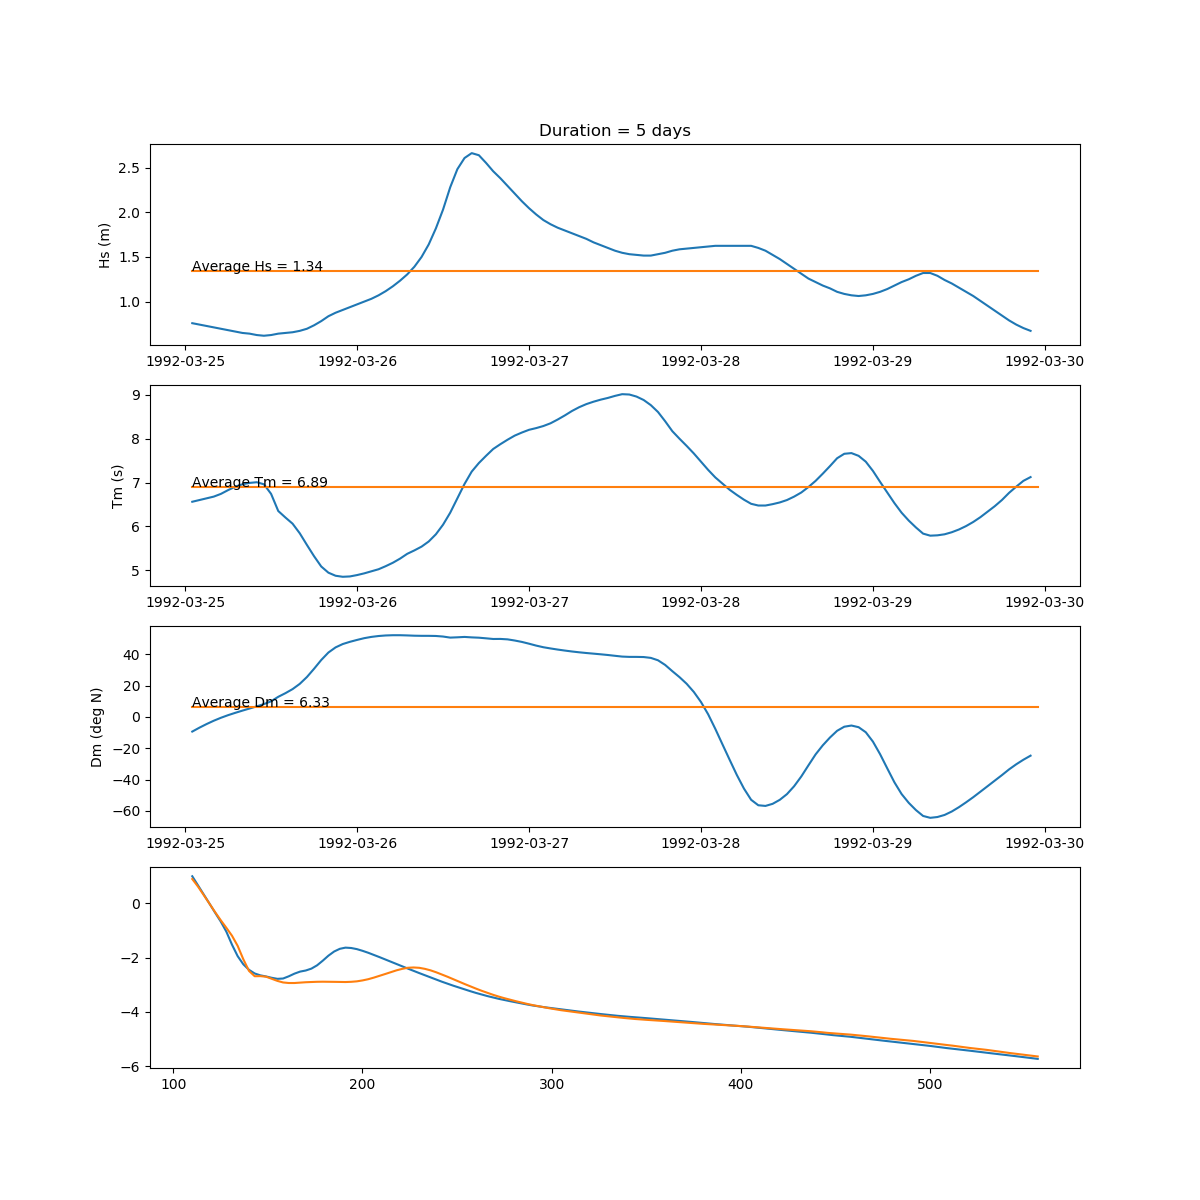 Duration = 5 days
2.5
2.0
1.5
1.0
Hs (m)
Average Hs = 1.34
1992-03-25 1992-03-26 1992-03-27 1992-03-28 1992-03-29 1992-03-30
9
8
7
6
5
Tm (s)
Average Tm = 6.89
1992-03-25 1992-03-26 1992-03-27 1992-03-28 1992-03-29 1992-03-30
40
20
0
−20
−40
−60
Dm (deg N)
Average Dm = 6.33
1992-03-25 1992-03-26 1992-03-27 1992-03-28 1992-03-29 1992-03-30
0
−2
−4
−6
100 200 300 400 500